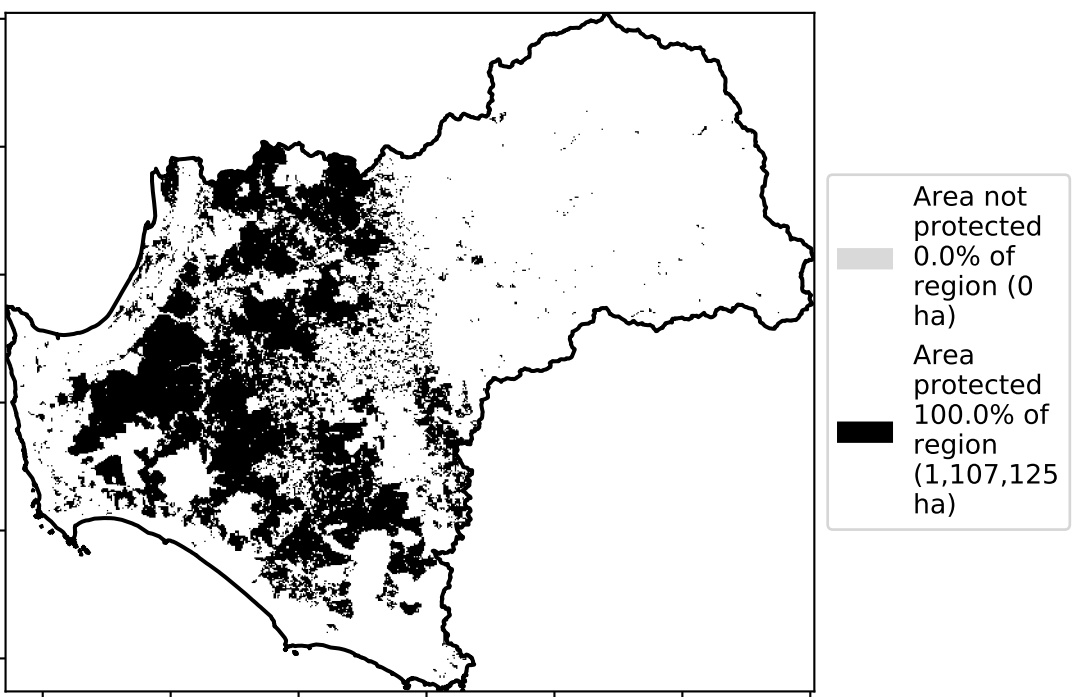 Area not
protected
0.0% of
region (0
ha)
Area
protected
100.0% of
region
(1,107,125
ha)